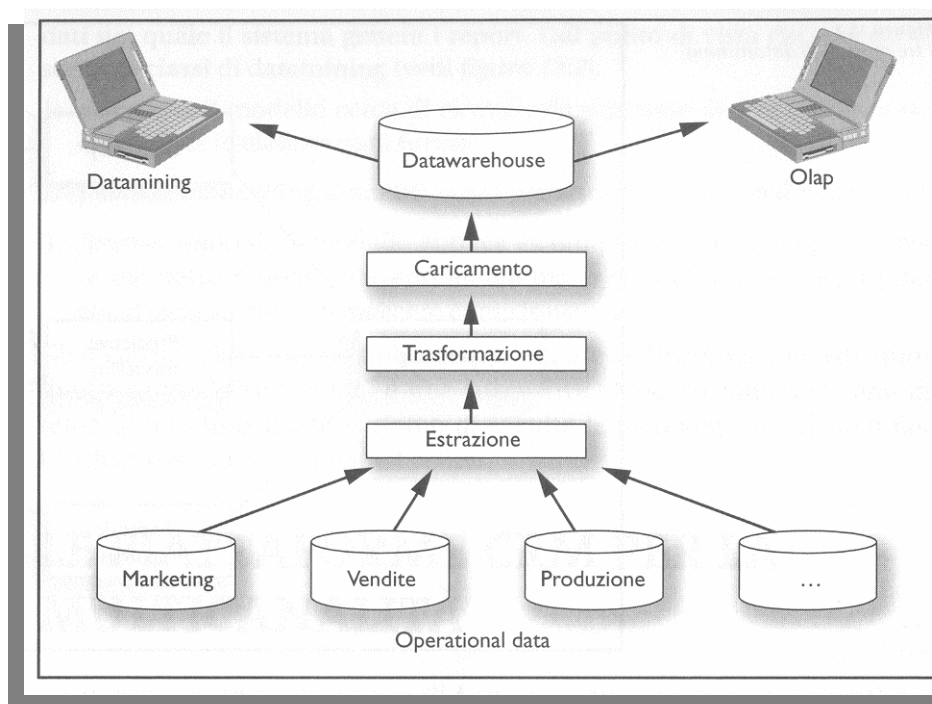 Datawarehouse
Datamining
Olap
Caricamento
Trasformazione
Estrazione
Marketing
Vendite
Produzione
...
Operational data